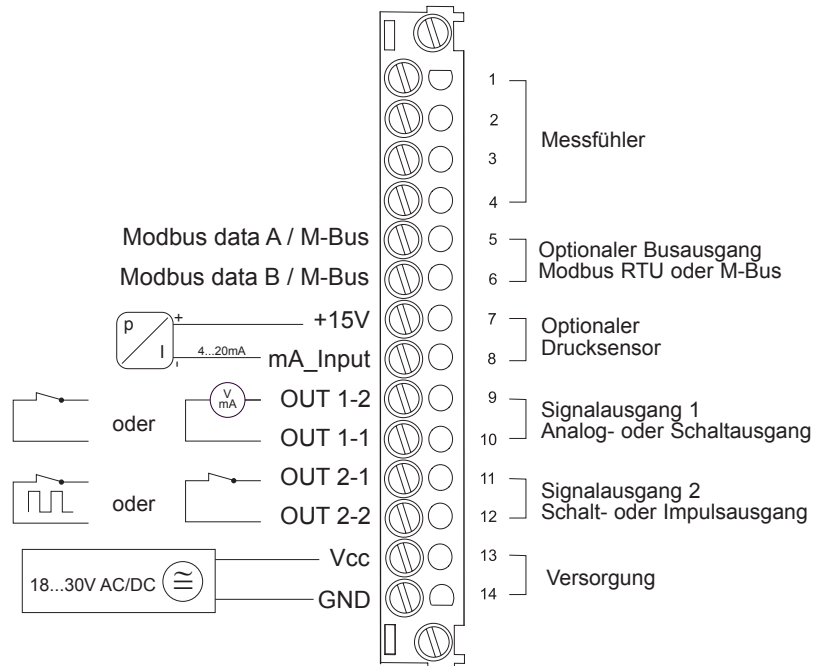 1
2
Messfühler
3
4
Modbus data A / M-Bus
5
Optionaler Busausgang
Modbus data B / M-Bus
6
Modbus RTU oder M-Bus
p
+
+15V
7
Optionaler
I
-
4...20mA
mA_Input
8
Drucksensor
oder
V
mA
OUT 1-2
9
Signalausgang 1
OUT 1-1
10
Analog- oder Schaltausgang
oder
OUT 2-1
11
Signalausgang 2
OUT 2-2
12
Schalt- oder Impulsausgang
18...30V AC/DC
Vcc
13
Versorgung
GND
14